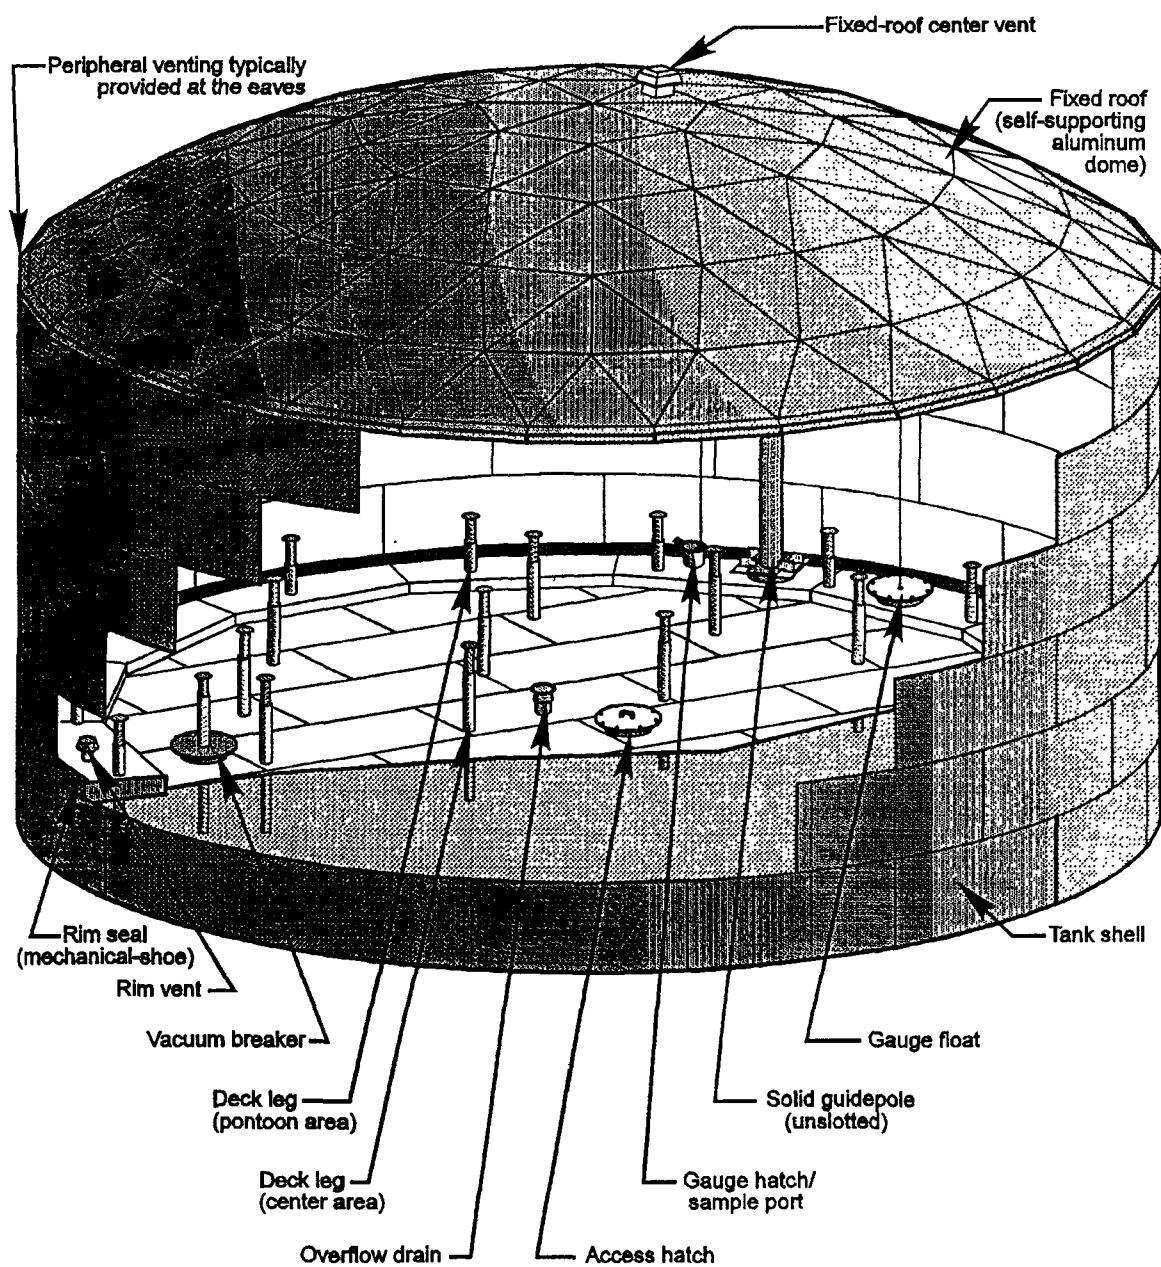 Fixed-roof center vent
Peripheral venting typically
provided at the eaves
Fixed roof
(self-supporting
aluminum
dome)
Rim seal
(mechanical-shoe)
Tank shell
Rim vent
Vacuum breaker
Gauge float
Deck leg
(pontoon area)
Solid guidepole
(unslotted)
Deck leg
(center area)
Gauge hatch/
sample port
Overflow drain
Access hatch